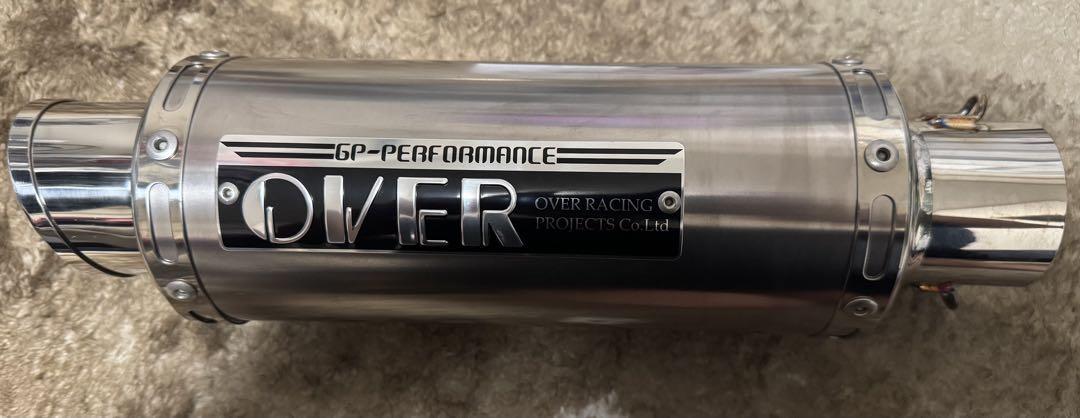 GP-PERFORMANCE
OVER
OVER RACING
PROJECTS Co.Ltd